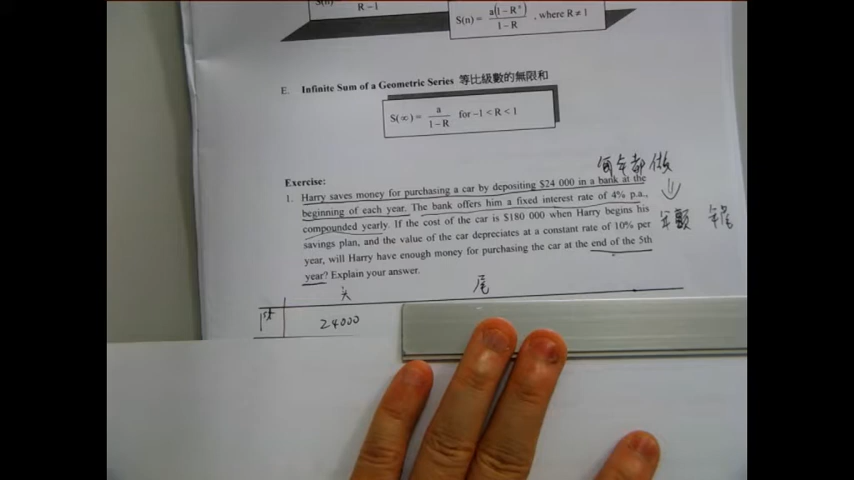 R – 1
S(n) = a(1 – Rⁿ) / 1 – R , where R ≠ 1
E. Infinite Sum of a Geometric Series 等比級數的無限和
S(∞) = a / 1 – R for –1 < R < 1
每年都做
Exercise:
1. Harry saves money for purchasing a car by depositing $24 000 in a bank at the
beginning of each year. The bank offers him a fixed interest rate of 4% p.a.,
compounded yearly. If the cost of the car is $180 000 when Harry begins his
savings plan, and the value of the car depreciates at a constant rate of 10% per
year, will Harry have enough money for purchasing the car at the end of the 5th
year? Explain your answer.
年頭 年尾
头 尾
1st 24000